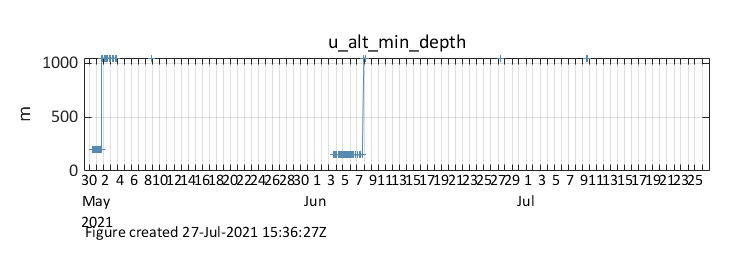 u_alt_min_depth
1000
500
0
m
30 2 4 6 8 10 12 14 16 18 20 22 24 26 28 30 1 3 5 7 9 11 13 15 17 19 21 23 25 27 29 1 3 5 7 9 11 13 15 17 19 21 23 25
May Jun Jul
2021
Figure created 27-Jul-2021 15:36:27Z